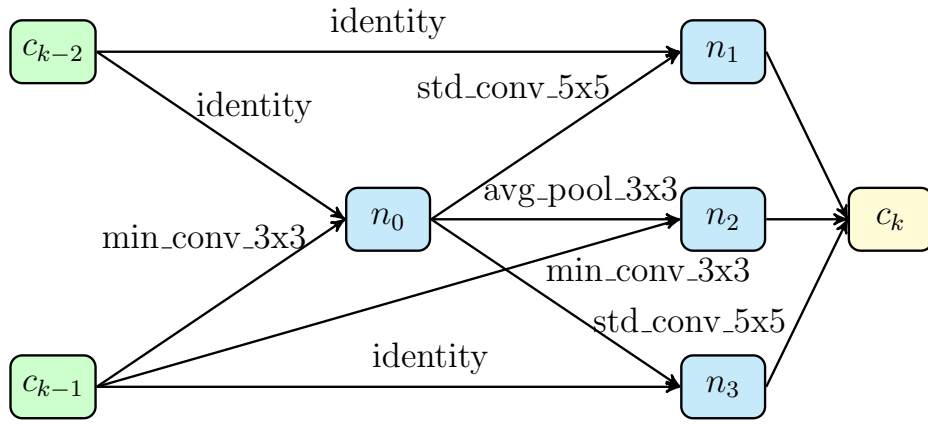 identity
c_{k−2}
n_1
std_conv_5x5
identity
avg_pool_3x3
n_0
n_2
c_k
min_conv_3x3
min_conv_3x3
std_conv_5x5
identity
c_{k−1}
n_3